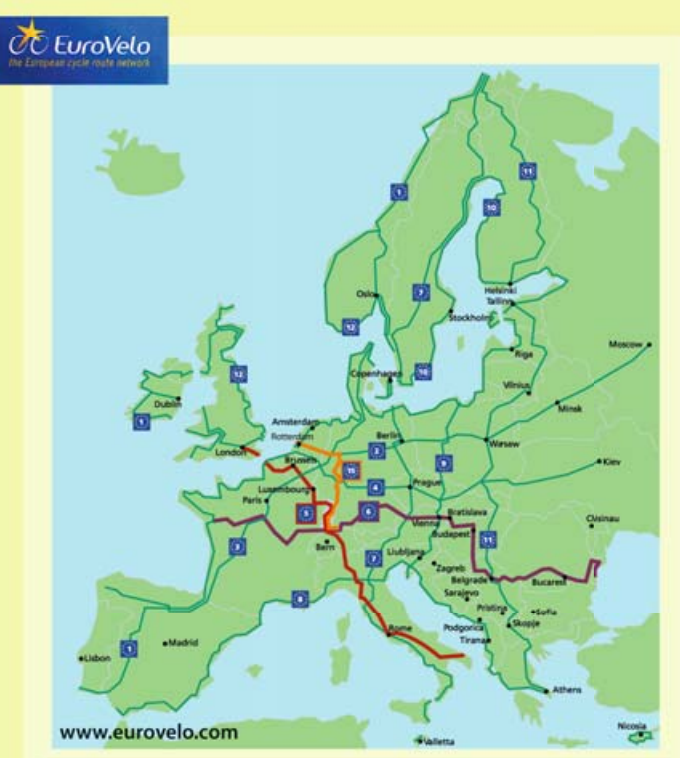 EuroVelo
the European cycle route network
1
11
10
Oslo
7
Helsinki
Tallinn
12
Stockholm
Moscow
Riga
Copenhagen
10
12
Vilnius
Dublin
Minsk
1
Amsterdam
Rotterdam
Berlin
London
2
Warsaw
Brussels
15
9
Kiev
Luxembourg
4
Prague
Paris
5
6
Bratislava
Vienna
Chisinau
Budapest
3
Bern
11
7
Ljubljana
Zagreb
Belgrade
Bucarest
Sarajevo
8
Pristina
Sofia
Rome
Podgorica
Skopje
1
Madrid
Tirana
Lisbon
Athens
www.eurovelo.com
Nicosia
Valletta